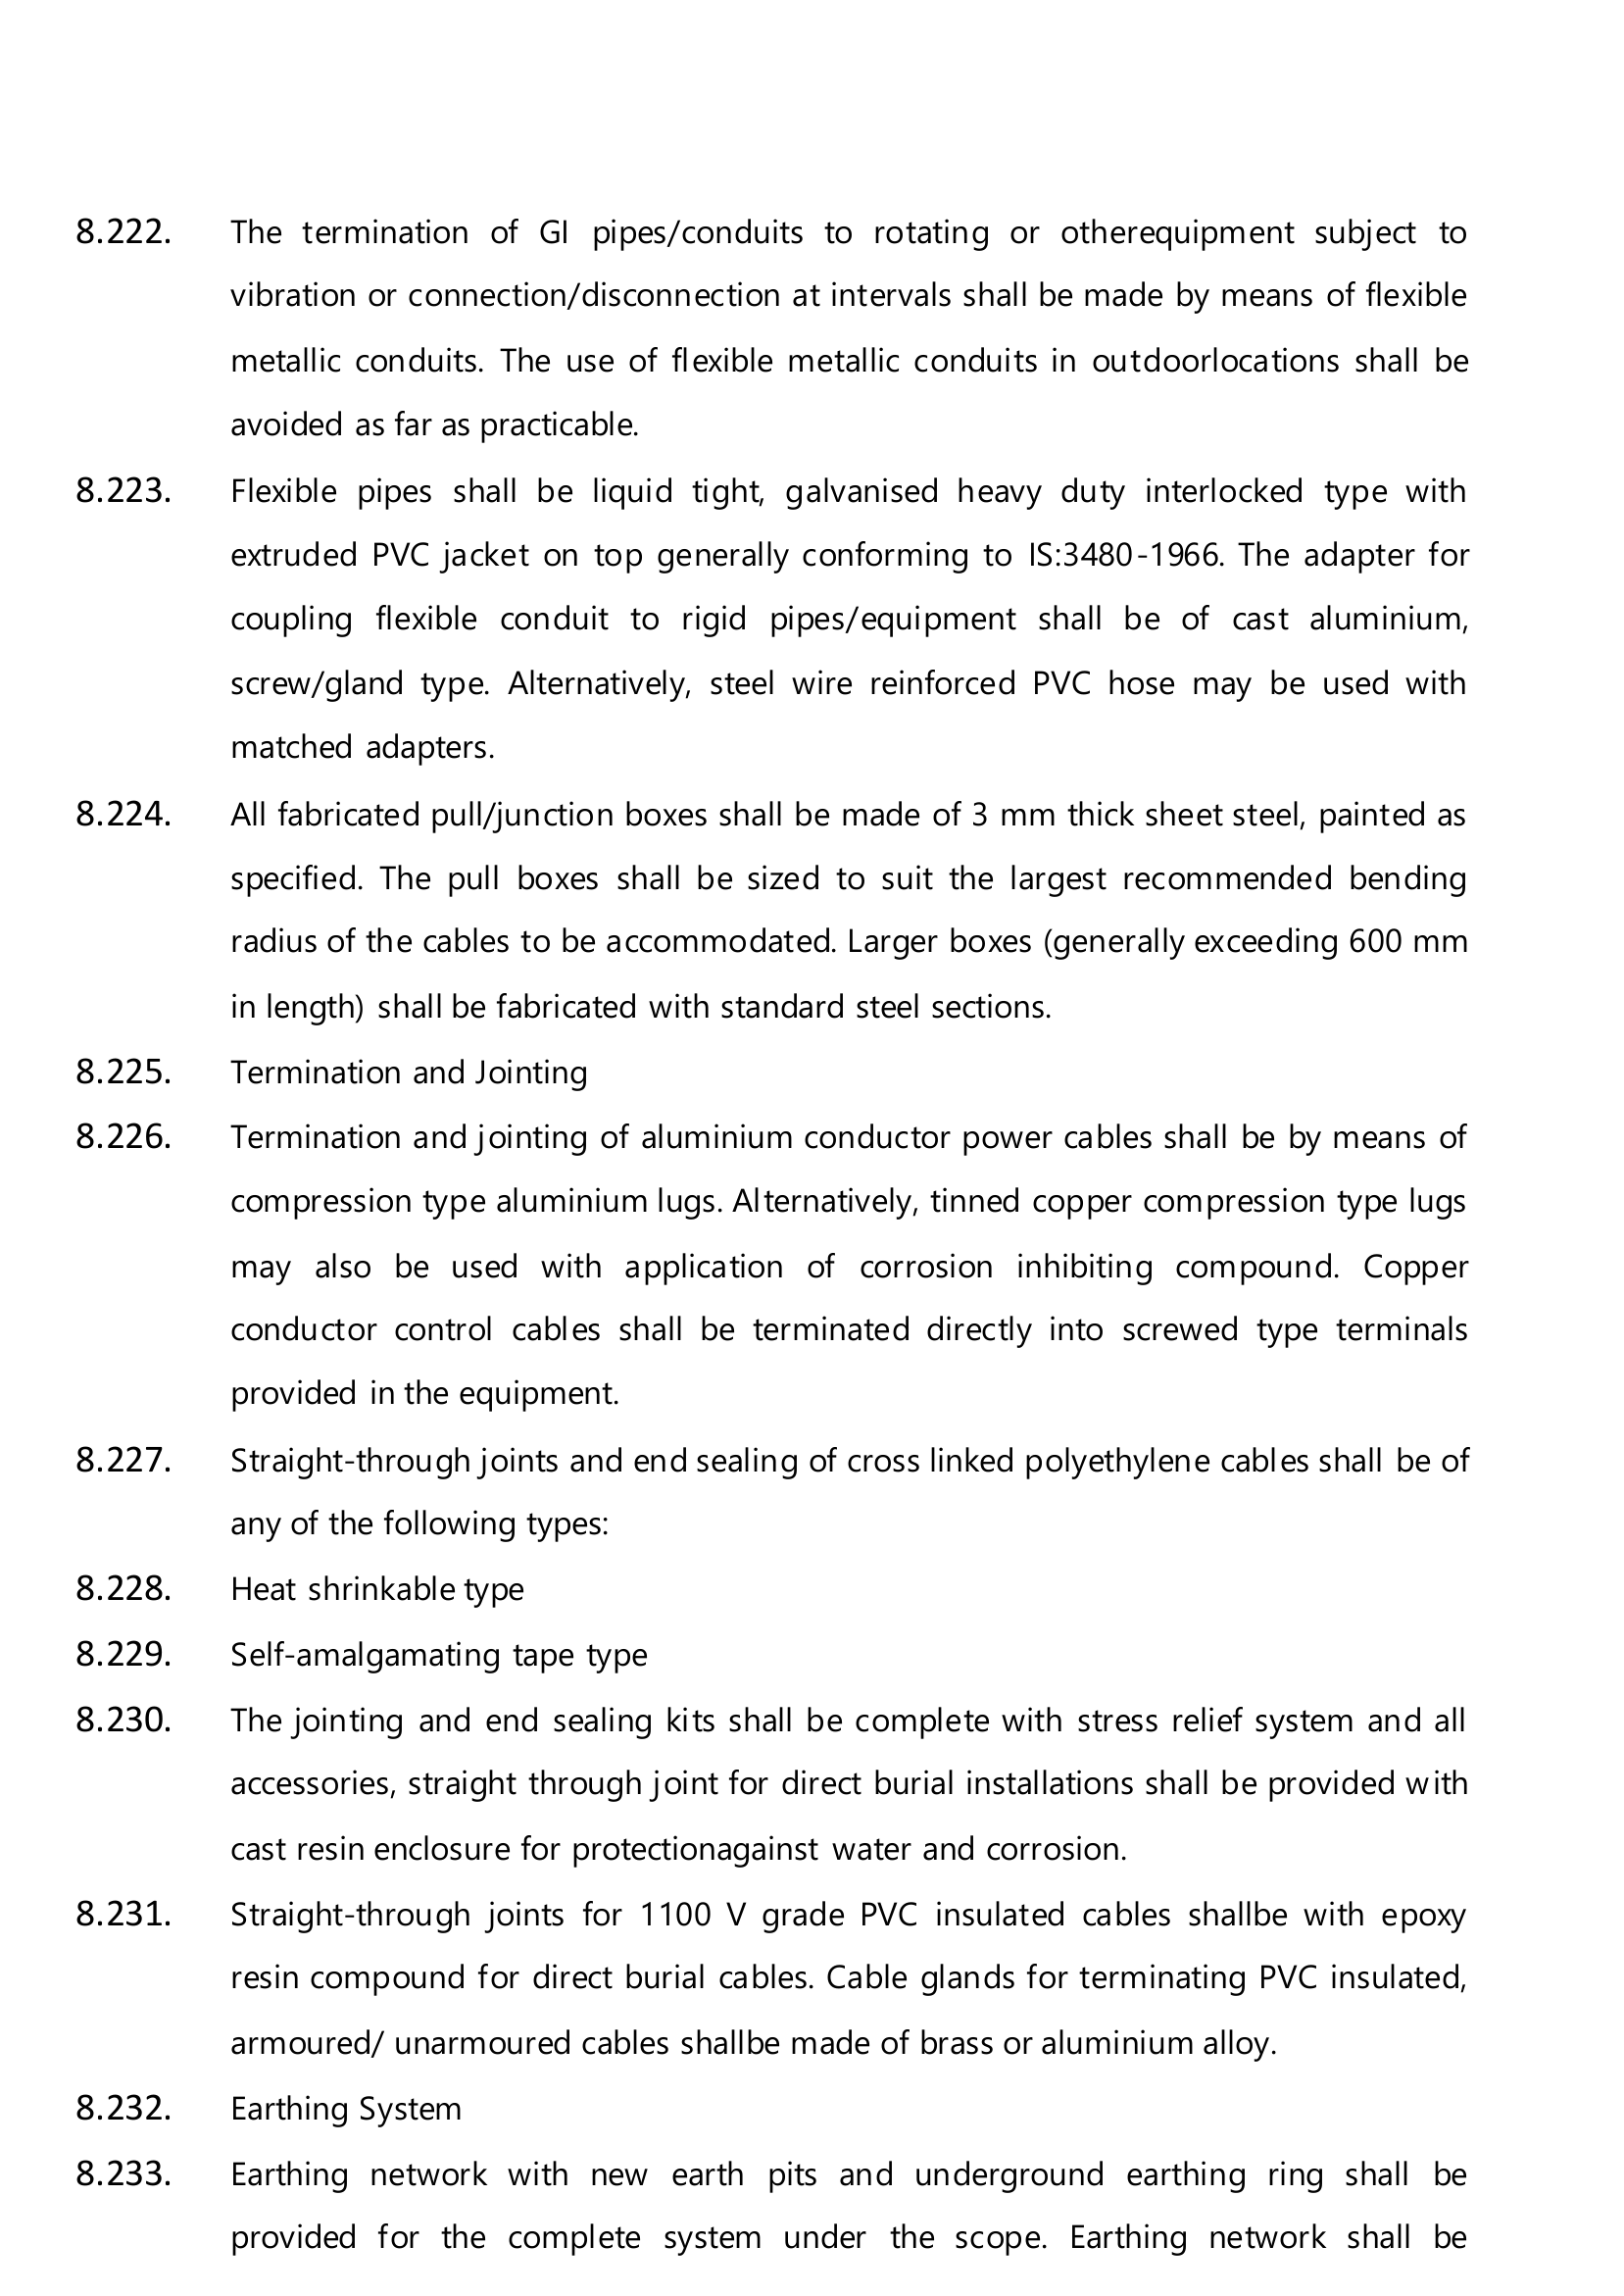 8.222. The termination of GI pipes/conduits to rotating or otherequipment subject to
vibration or connection/disconnection at intervals shall be made by means of flexible
metallic conduits. The use of flexible metallic conduits in outdoorlocations shall be
avoided as far as practicable.
8.223. Flexible pipes shall be liquid tight, galvanised heavy duty interlocked type with
extruded PVC jacket on top generally conforming to IS:3480-1966. The adapter for
coupling flexible conduit to rigid pipes/equipment shall be of cast aluminium,
screw/gland type. Alternatively, steel wire reinforced PVC hose may be used with
matched adapters.
8.224. All fabricated pull/junction boxes shall be made of 3 mm thick sheet steel, painted as
specified. The pull boxes shall be sized to suit the largest recommended bending
radius of the cables to be accommodated. Larger boxes (generally exceeding 600 mm
in length) shall be fabricated with standard steel sections.
8.225. Termination and Jointing
8.226. Termination and jointing of aluminium conductor power cables shall be by means of
compression type aluminium lugs. Alternatively, tinned copper compression type lugs
may also be used with application of corrosion inhibiting compound. Copper
conductor control cables shall be terminated directly into screwed type terminals
provided in the equipment.
8.227. Straight-through joints and end sealing of cross linked polyethylene cables shall be of
any of the following types:
8.228. Heat shrinkable type
8.229. Self-amalgamating tape type
8.230. The jointing and end sealing kits shall be complete with stress relief system and all
accessories, straight through joint for direct burial installations shall be provided with
cast resin enclosure for protectionagainst water and corrosion.
8.231. Straight-through joints for 1100 V grade PVC insulated cables shallbe with epoxy
resin compound for direct burial cables. Cable glands for terminating PVC insulated,
armoured/ unarmoured cables shallbe made of brass or aluminium alloy.
8.232. Earthing System
8.233. Earthing network with new earth pits and underground earthing ring shall be
provided for the complete system under the scope. Earthing network shall be